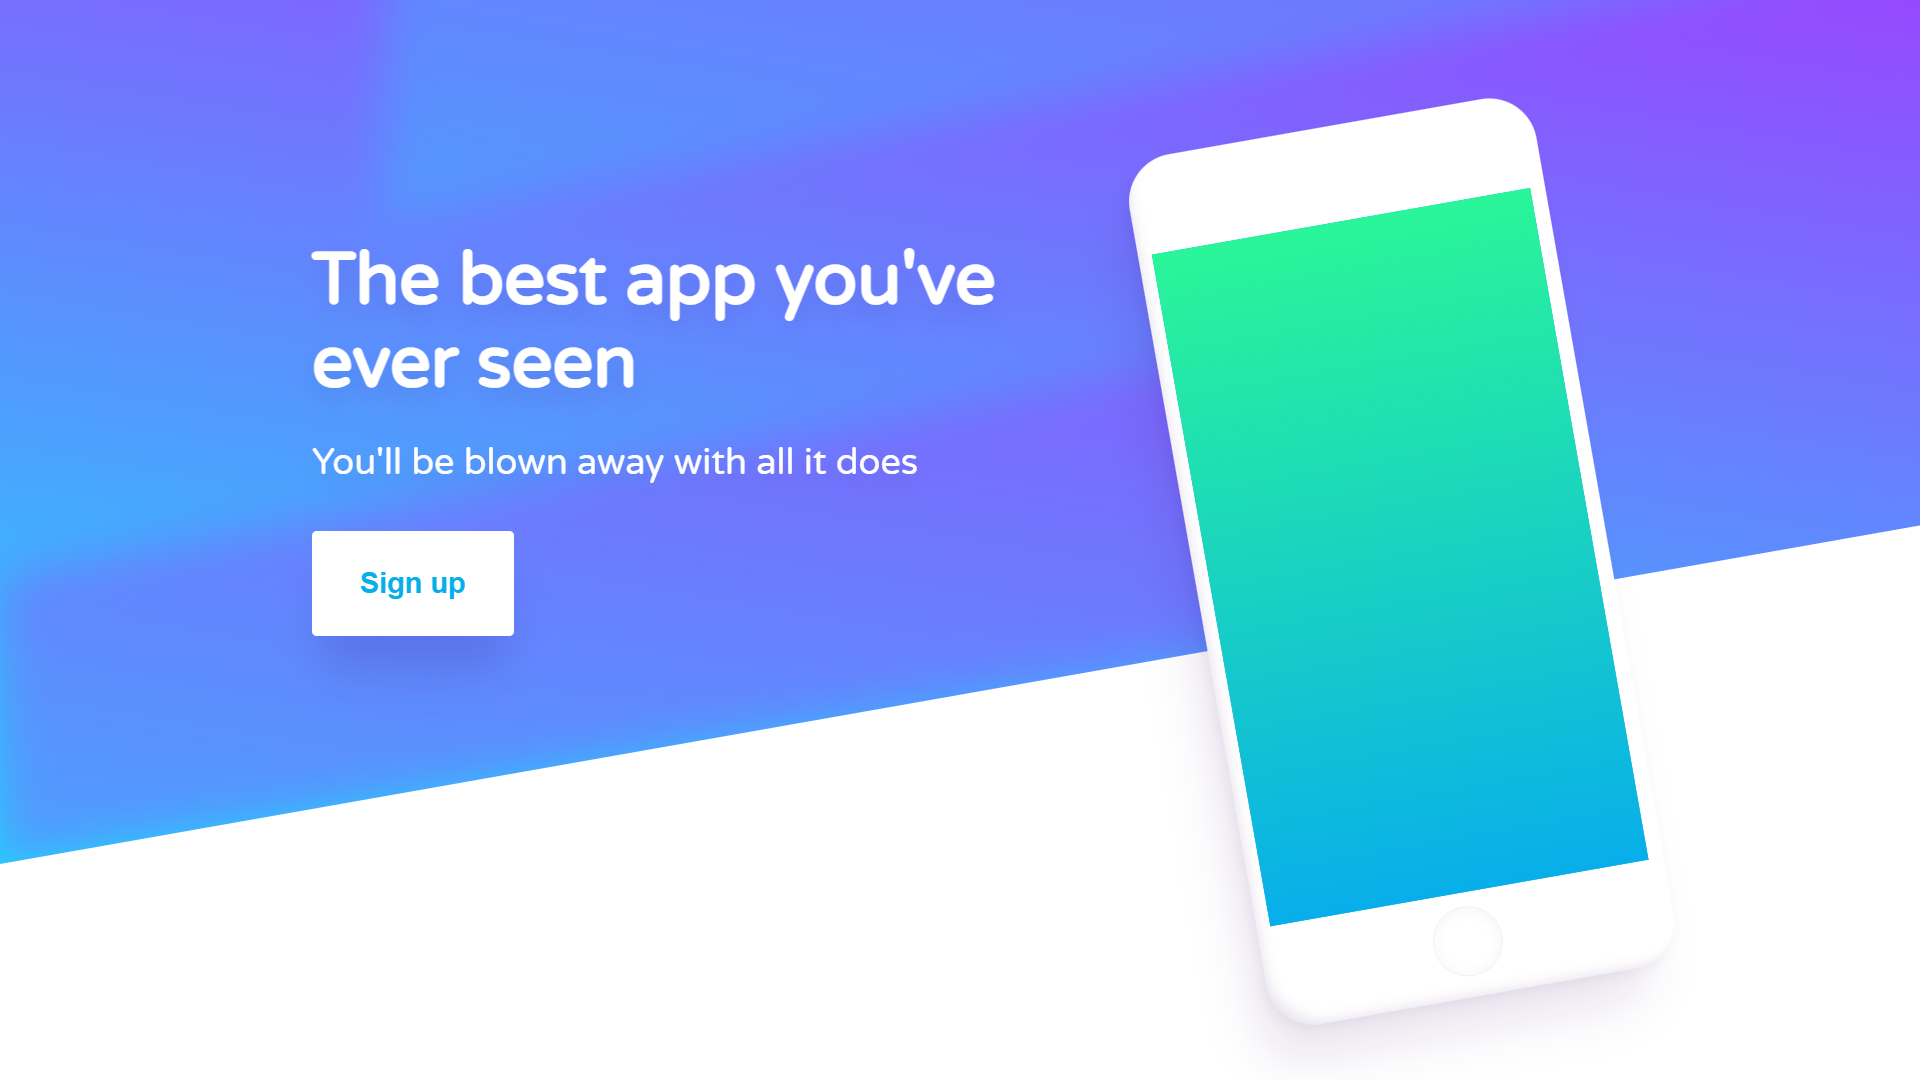 The best app you've
ever seen
You'll be blown away with all it does
Sign up